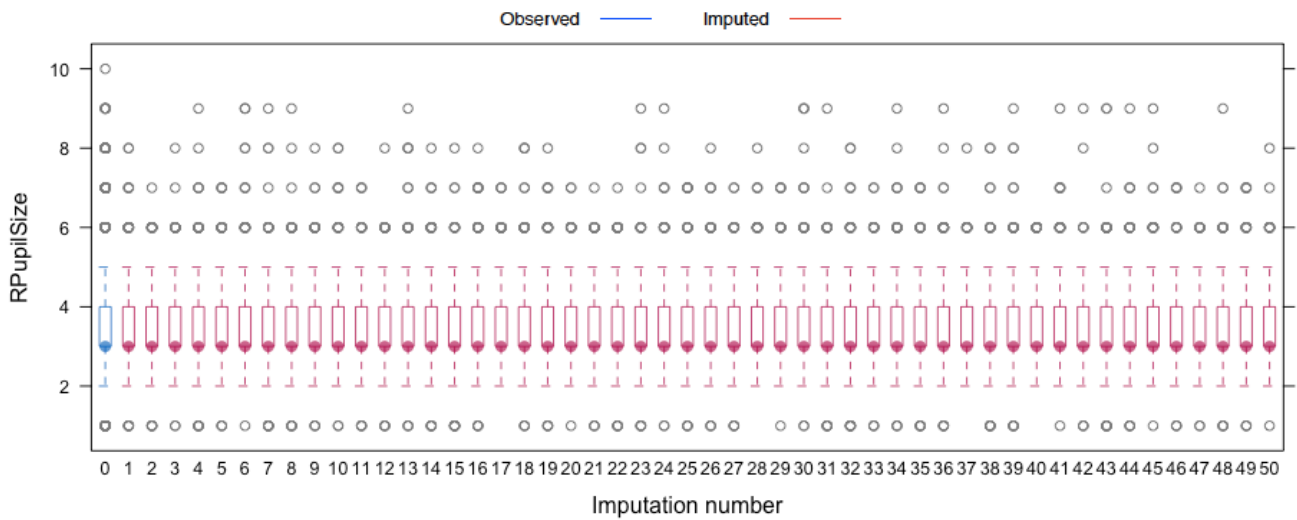 Observed Imputed
10
8
6
4
2
RPupilSize
0 1 2 3 4 5 6 7 8 9 10 11 12 13 14 15 16 17 18 19 20 21 22 23 24 25 26 27 28 29 30 31 32 33 34 35 36 37 38 39 40 41 42 43 44 45 46 47 48 49 50
Imputation number